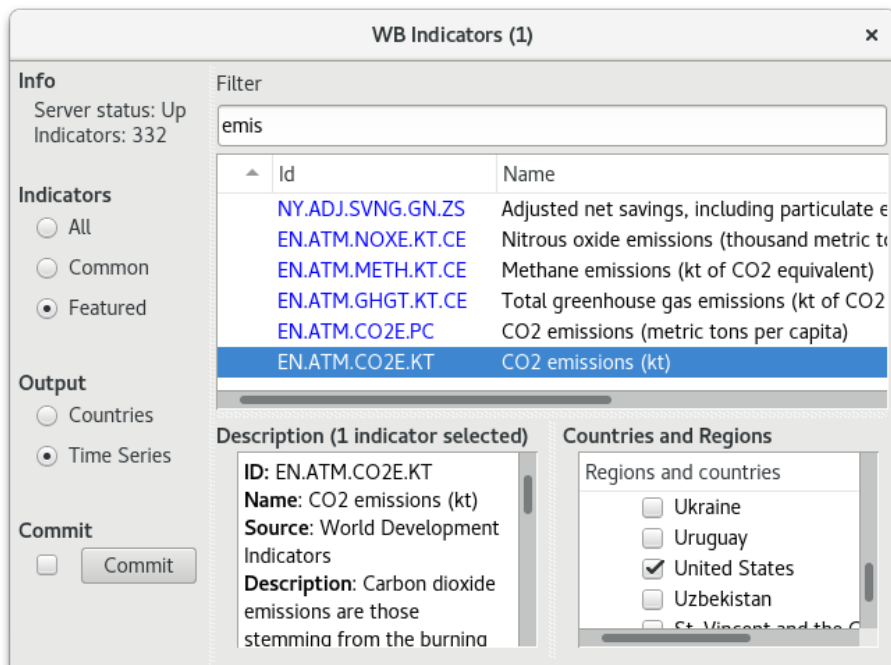 WB Indicators (1)
×
Info
Server status: Up
Indicators: 332
Indicators
All
Common
Featured
Output
Countries
Time Series
Commit
Commit
Filter
emis
Id Name
NY.ADJ.SVNG.GN.ZS Adjusted net savings, including particulate e
EN.ATM.NOXE.KT.CE Nitrous oxide emissions (thousand metric to
EN.ATM.METH.KT.CE Methane emissions (kt of CO2 equivalent)
EN.ATM.GHGT.KT.CE Total greenhouse gas emissions (kt of CO2
EN.ATM.CO2E.PC CO2 emissions (metric tons per capita)
EN.ATM.CO2E.KT CO2 emissions (kt)
Description (1 indicator selected)
ID: EN.ATM.CO2E.KT
Name: CO2 emissions (kt)
Source: World Development
Indicators
Description: Carbon dioxide
emissions are those
stemming from the burning
Countries and Regions
Regions and countries
Ukraine
Uruguay
United States
Uzbekistan
St. Vincent and the